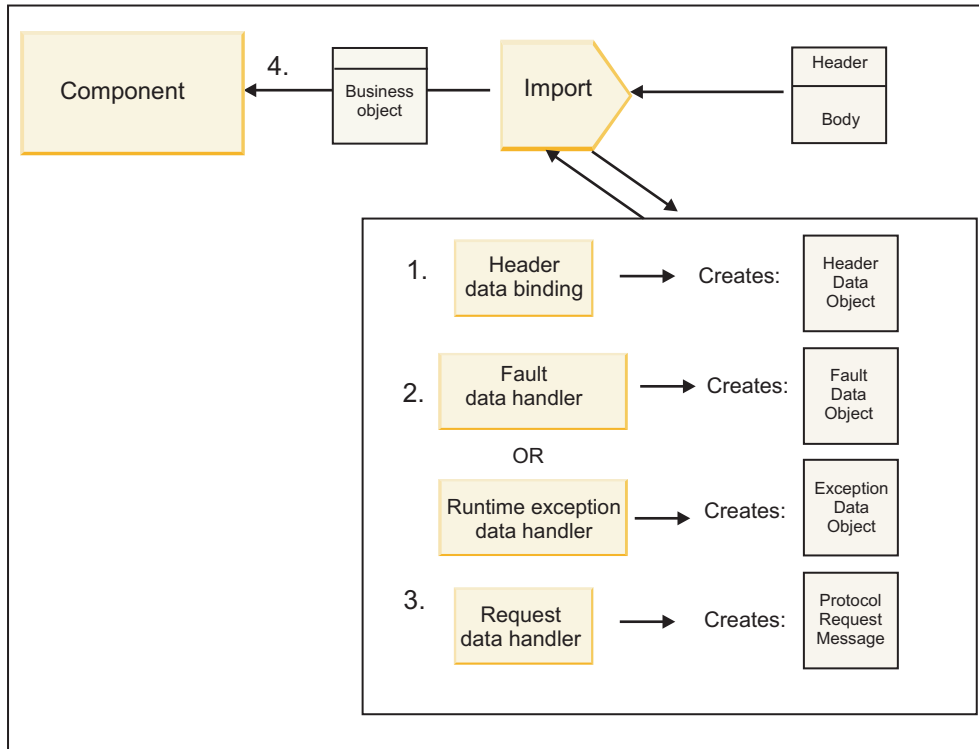 4.
Component
Business
object
Import
Header
Body
1.
Header
data binding
Creates:
Header
Data
Object
2.
Fault
data handler
Creates:
Fault
Data
Object
OR
Runtime exception
data handler
Creates:
Exception
Data
Object
3.
Request
data handler
Creates:
Protocol
Request
Message